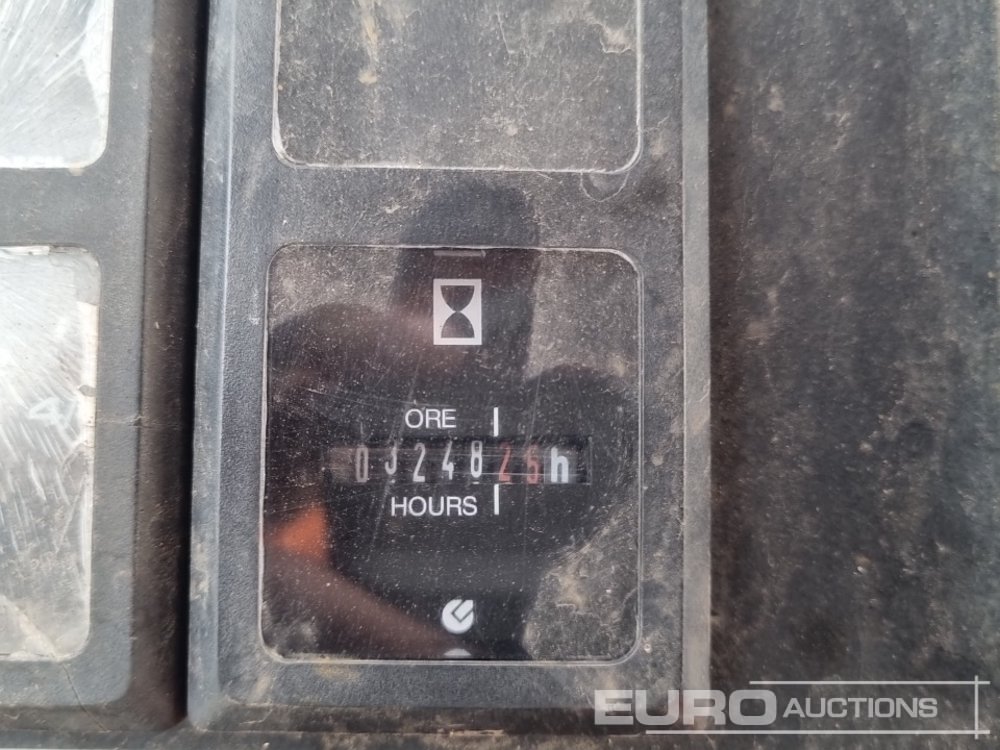 ORE
0324825h
HOURS
EURO AUCTIONS